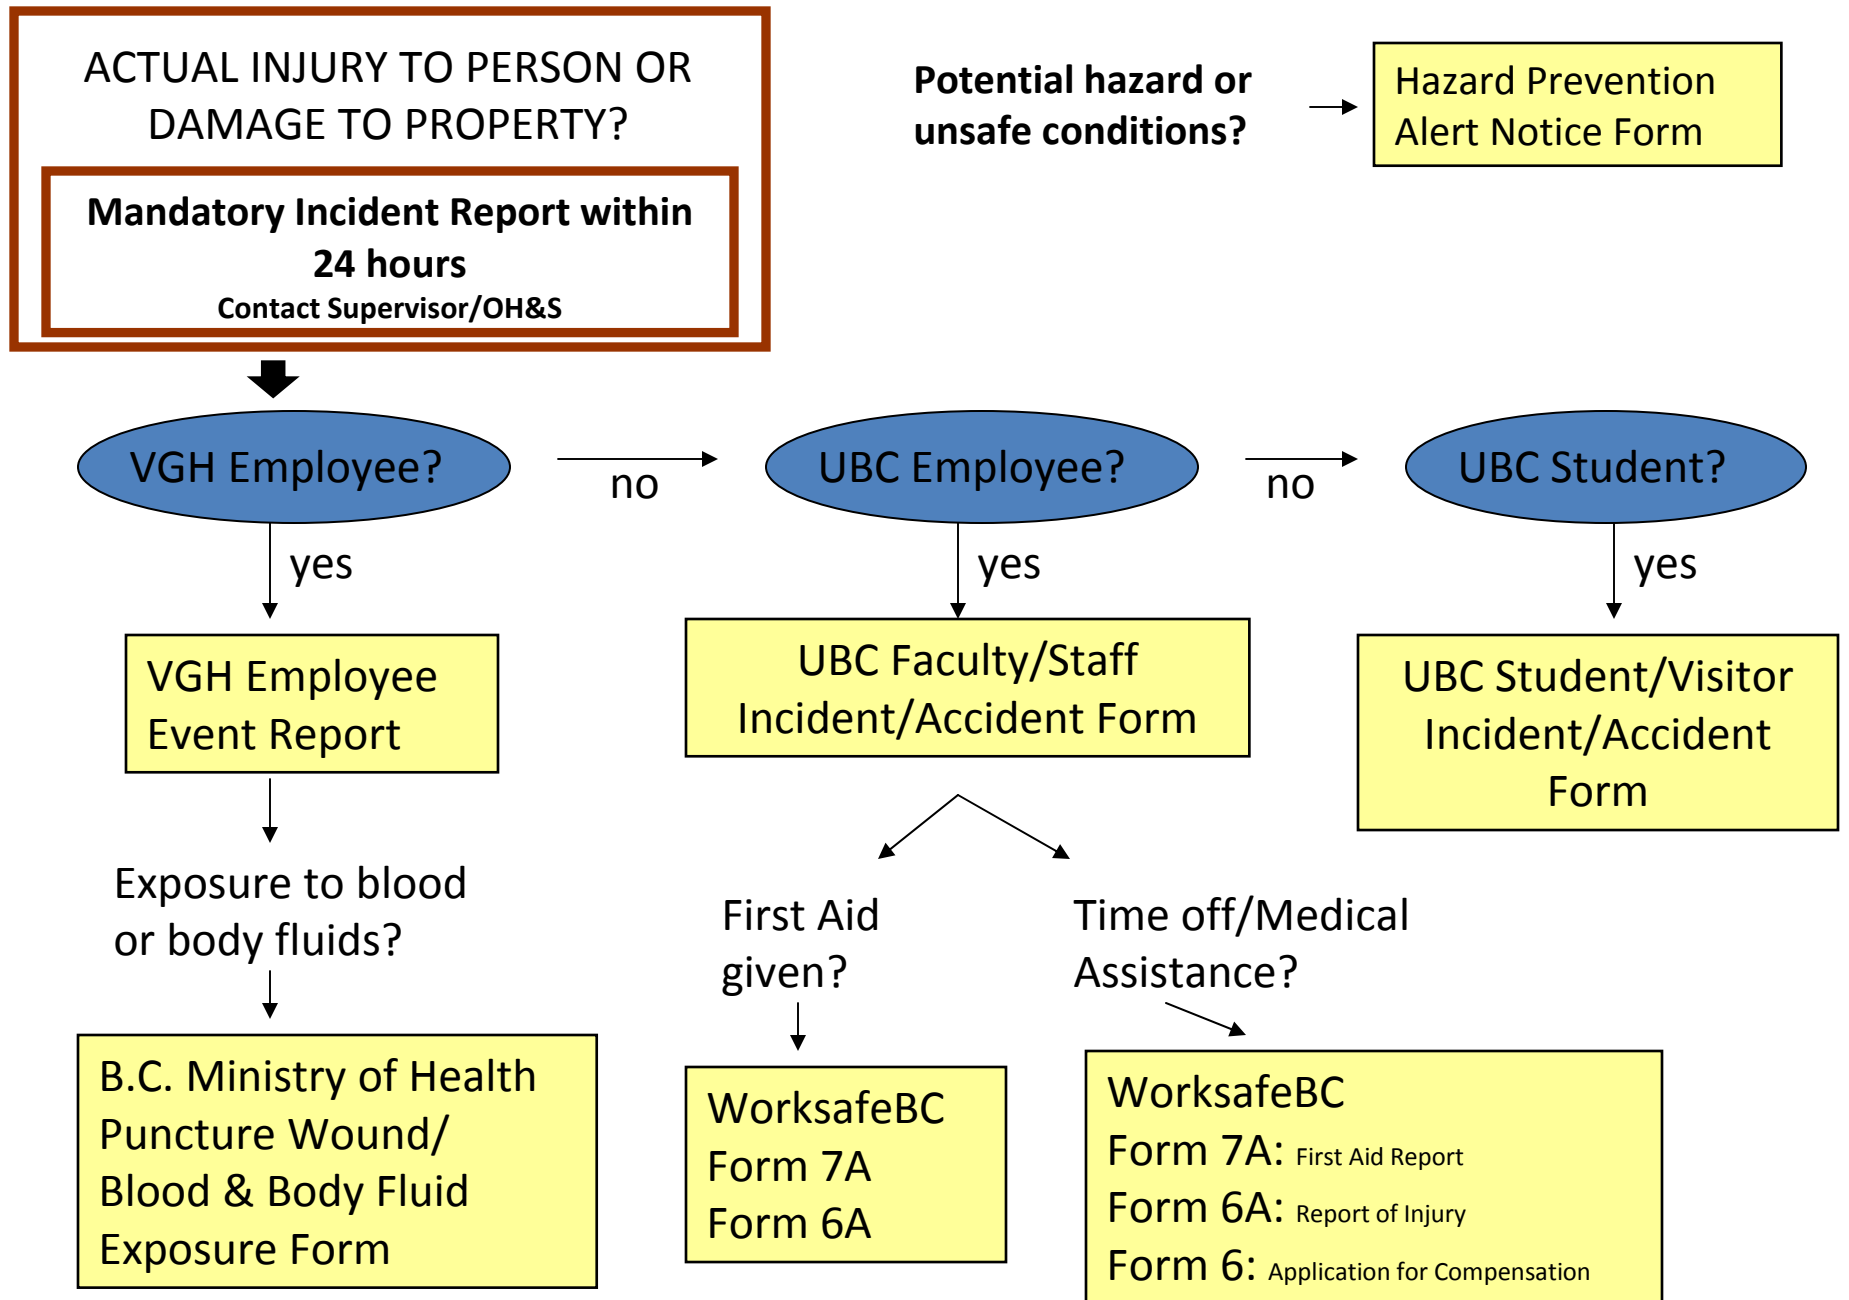 ACTUAL INJURY TO PERSON OR
DAMAGE TO PROPERTY?
Mandatory Incident Report within
24 hours
Contact Supervisor/OH&S
Potential hazard or
unsafe conditions?
Hazard Prevention
Alert Notice Form
VGH Employee?
no
UBC Employee?
no
UBC Student?
yes
yes
yes
VGH Employee
Event Report
UBC Faculty/Staff
Incident/Accident Form
UBC Student/Visitor
Incident/Accident
Form
Exposure to blood
or body fluids?
First Aid
given?
Time off/Medical
Assistance?
B.C. Ministry of Health
Puncture Wound/
Blood & Body Fluid
Exposure Form
WorksafeBC
Form 7A
Form 6A
WorksafeBC
Form 7A: First Aid Report
Form 6A: Report of Injury
Form 6: Application for Compensation